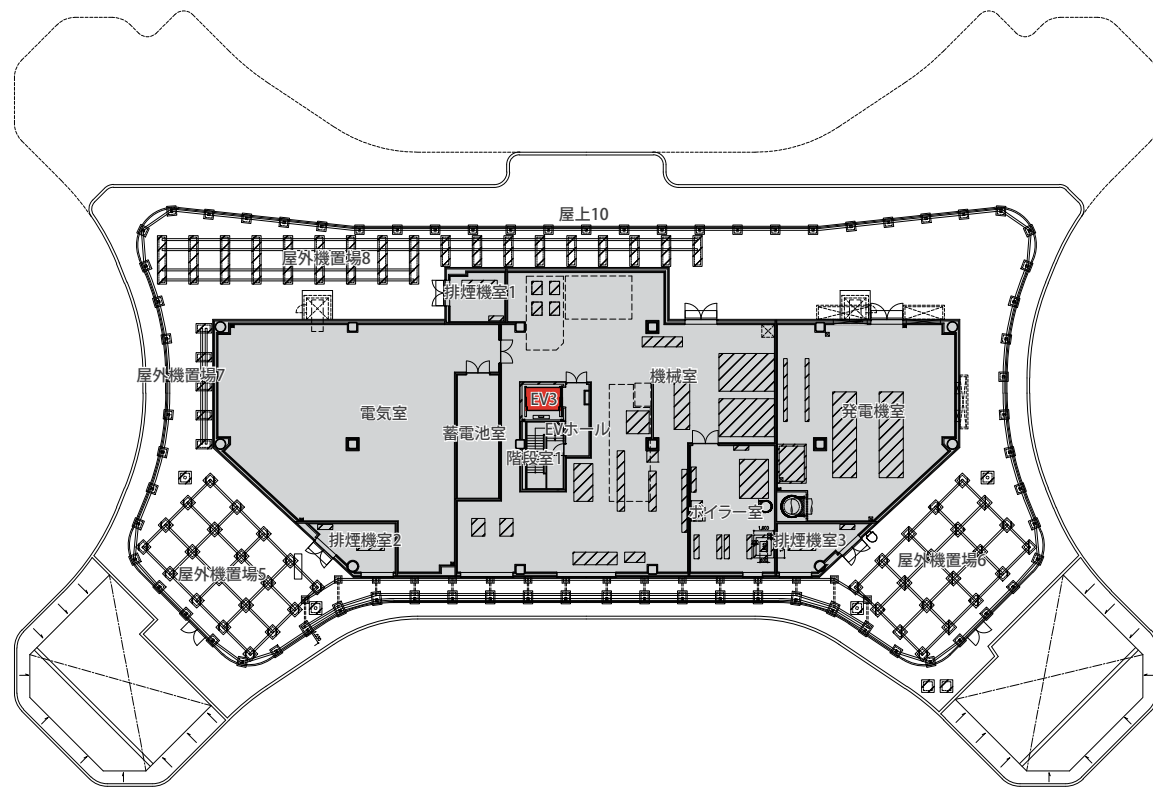 屋上10
屋外機置場8
排煙機室1
屋外機置場7
機械室
EV3
電気室
発電機室
蓄電池室
EVホール
階段室1
ボイラー室
排煙機室2
排煙機室3
屋外機置場5
屋外機置場6